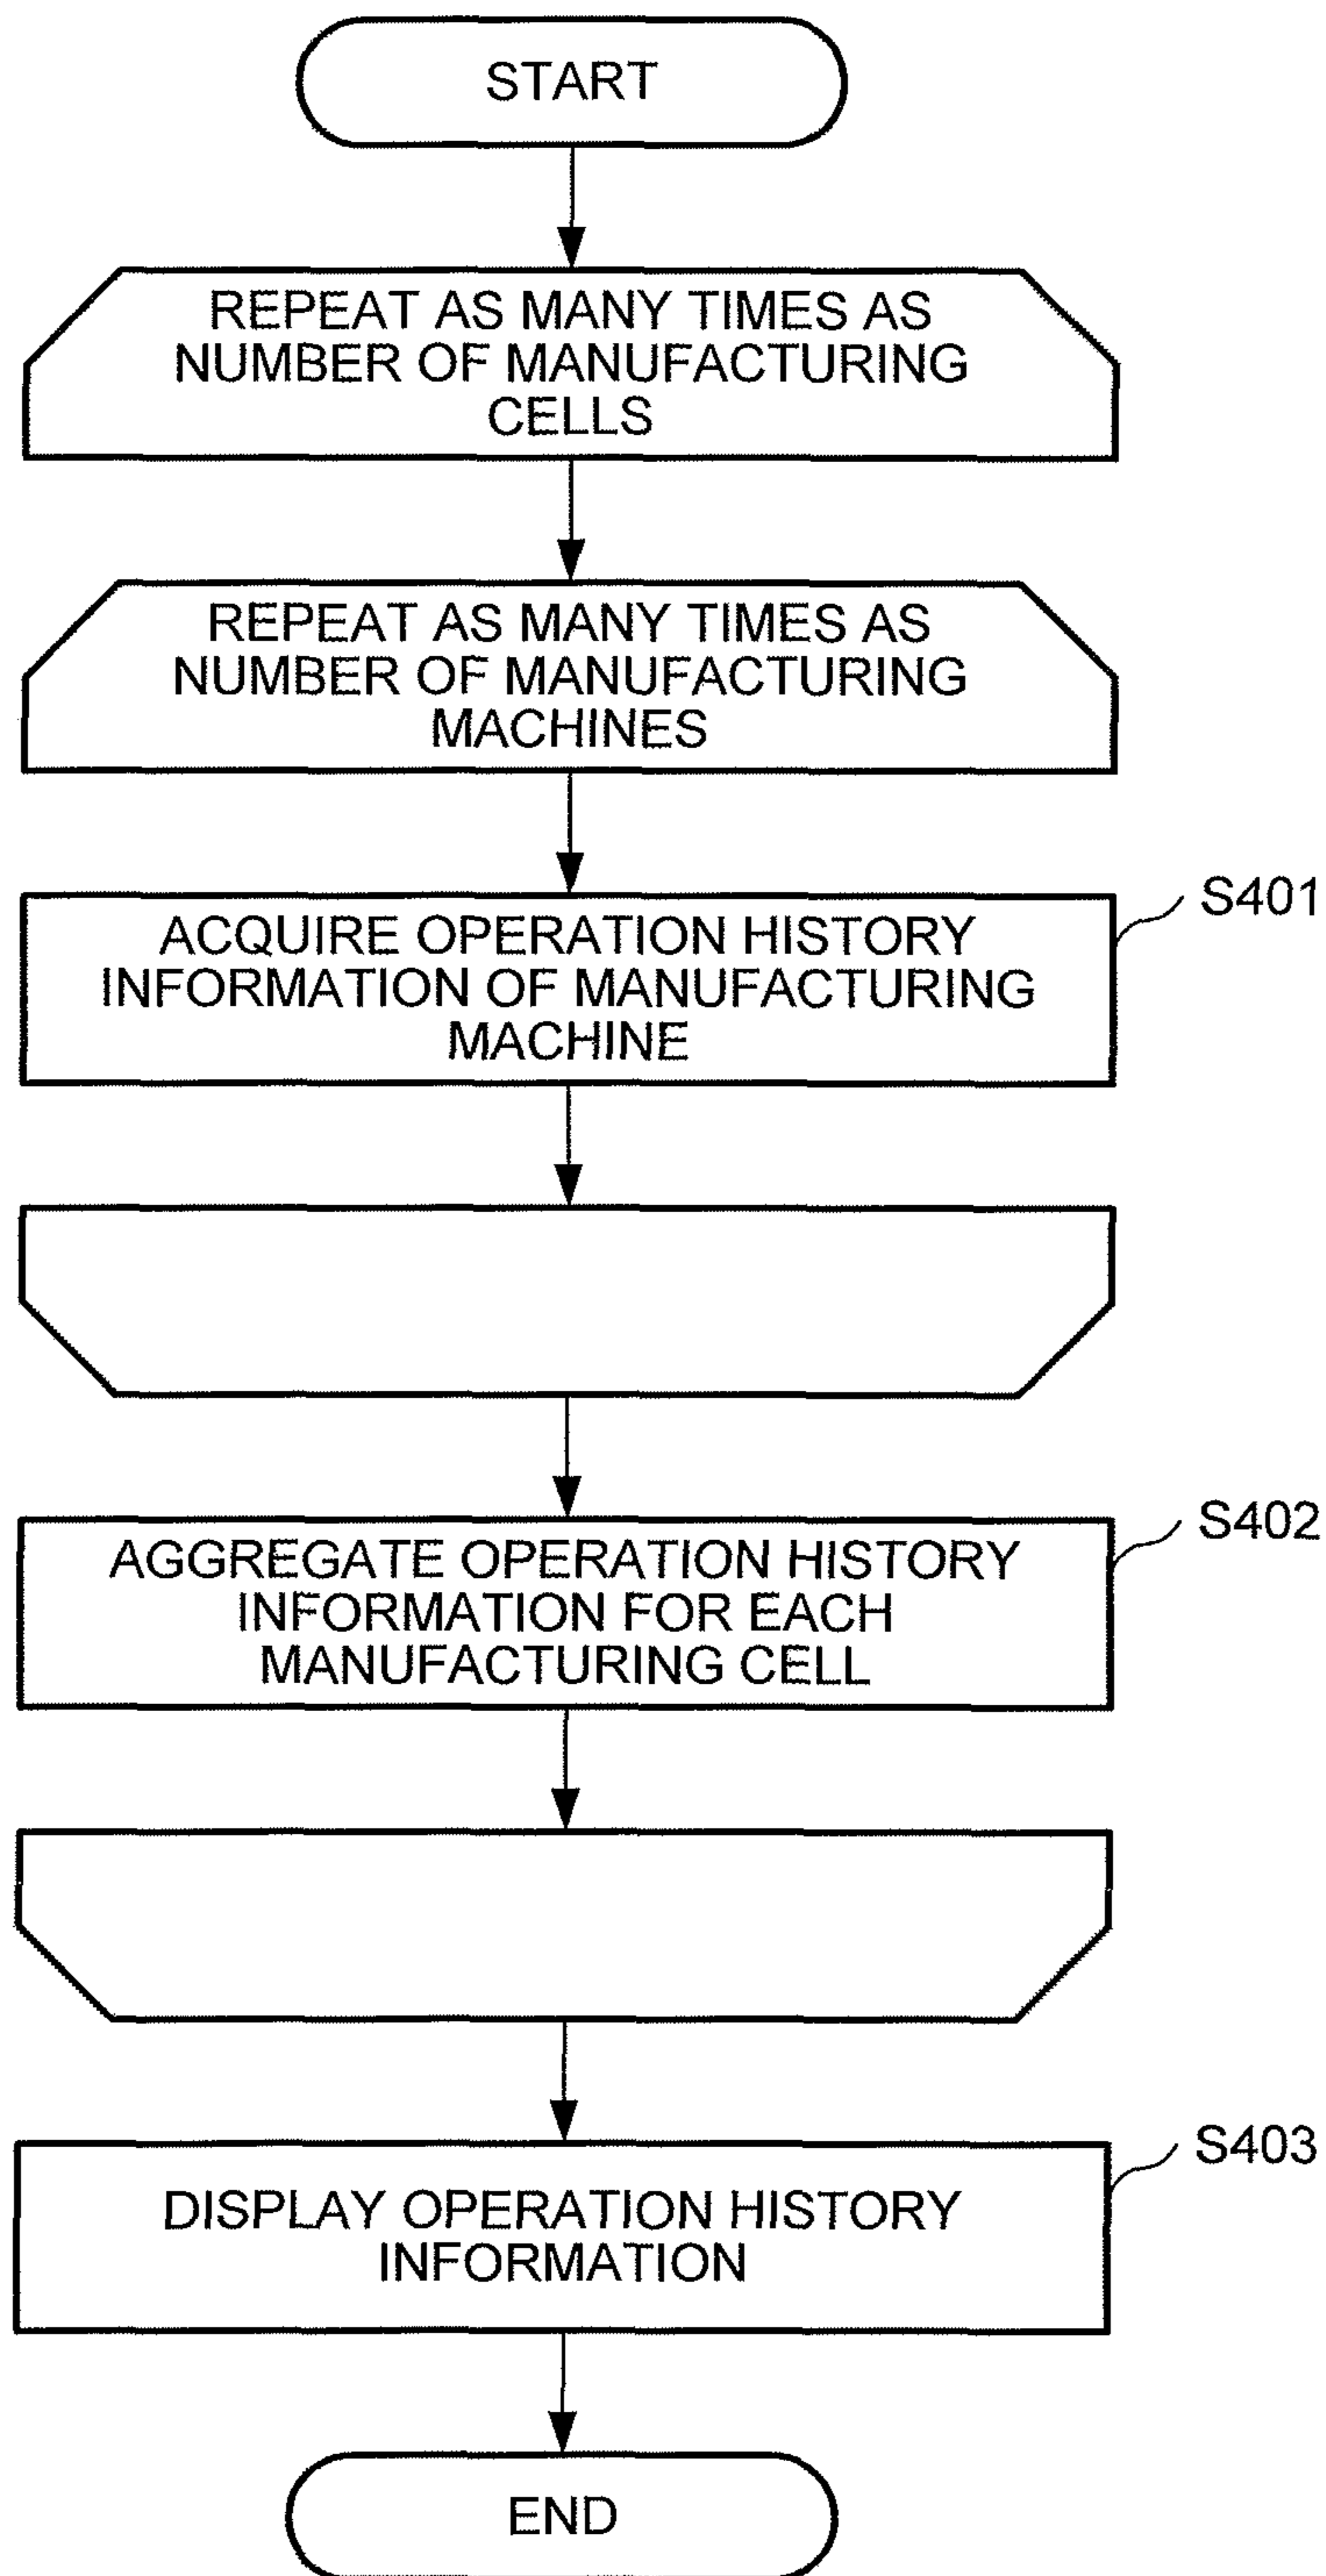 START
REPEAT AS MANY TIMES AS
NUMBER OF MANUFACTURING
CELLS
REPEAT AS MANY TIMES AS
NUMBER OF MANUFACTURING
MACHINES
S401
ACQUIRE OPERATION HISTORY
INFORMATION OF MANUFACTURING
MACHINE
S402
AGGREGATE OPERATION HISTORY
INFORMATION FOR EACH
MANUFACTURING CELL
S403
DISPLAY OPERATION HISTORY
INFORMATION
END